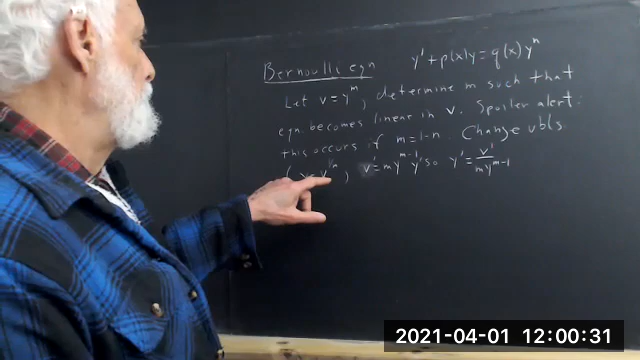 Bernoulli eqn y' + p(x)y = q(x)y^n
Let v = y^m, determine m such that
eqn. becomes linear in v. Spoiler alert.
this occurs if m = 1-n. Change vbls.
( y = v^1/m ), v' = my^m-1 y' so y' = v'/my^m-1
2021-04-01 12:00:31